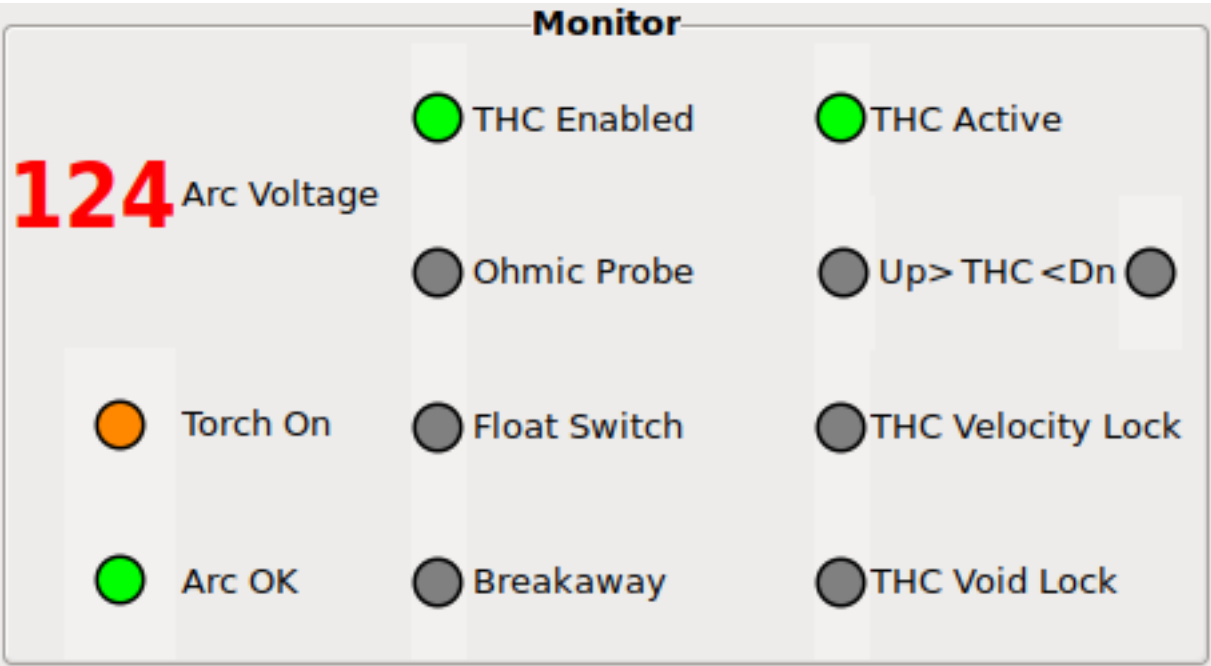 Monitor
THC Enabled
THC Active
124 Arc Voltage
Ohmic Probe
Up> THC <Dn
Torch On
Float Switch
THC Velocity Lock
Arc OK
Breakaway
THC Void Lock